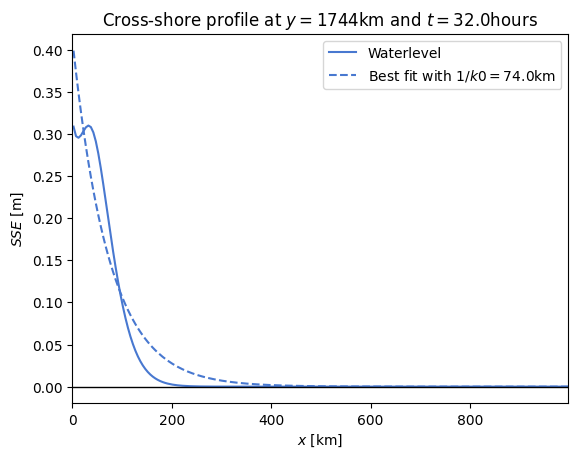 Cross-shore profile at y = 1744km and t = 32.0hours
Waterlevel
Best fit with 1/k0 = 74.0km
0.40
0.35
0.30
0.25
0.20
0.15
0.10
0.05
0.00
SSE [m]
0 200 400 600 800
x [km]